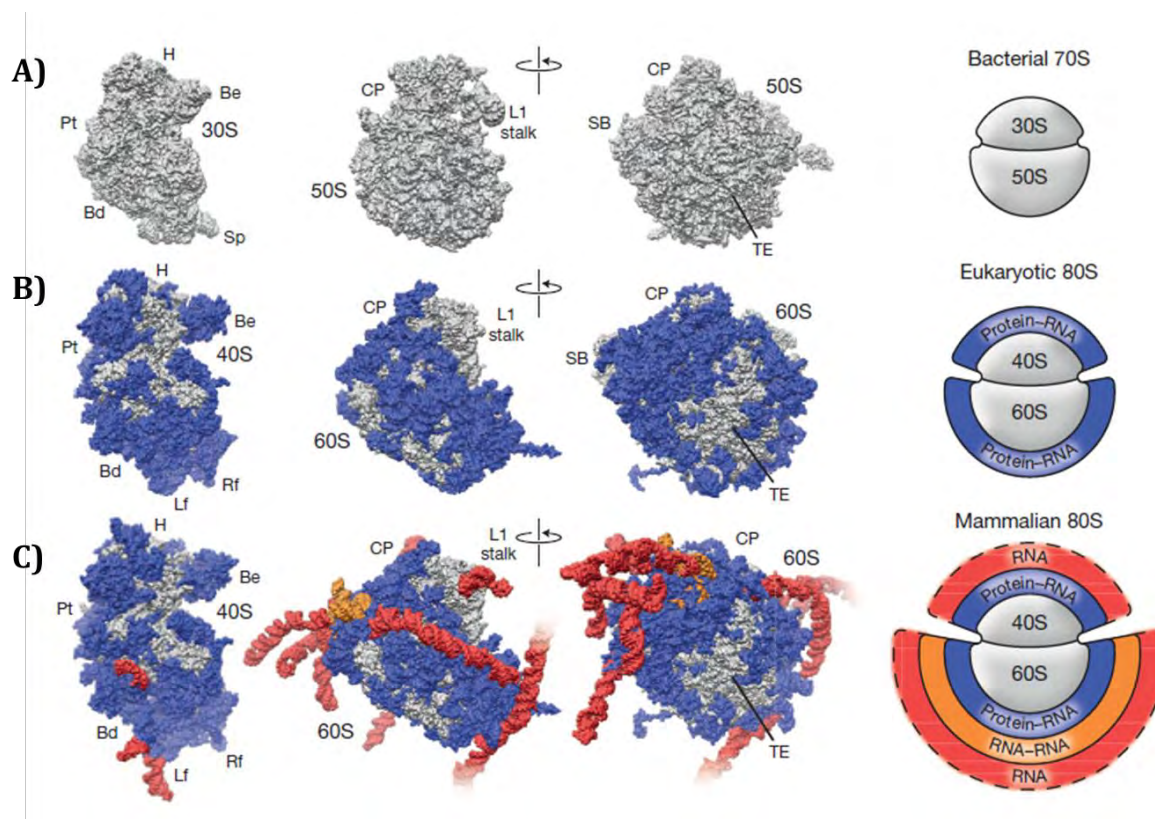 A)
H
Be
Pt
30S
Bd
Sp
CP
L1
stalk
50S
CP
50S
SB
TE
Bacterial 70S
30S
50S
B)
H
Be
Pt
40S
Bd
Rf
Lf
CP
L1
stalk
60S
CP
60S
SB
TE
Eukaryotic 80S
Protein–RNA
40S
60S
Protein–RNA
C)
H
Be
Pt
40S
Bd
Lf
Rf
CP
L1
stalk
60S
CP
60S
TE
Mammalian 80S
RNA
Protein–RNA
40S
60S
Protein–RNA
RNA–RNA
RNA